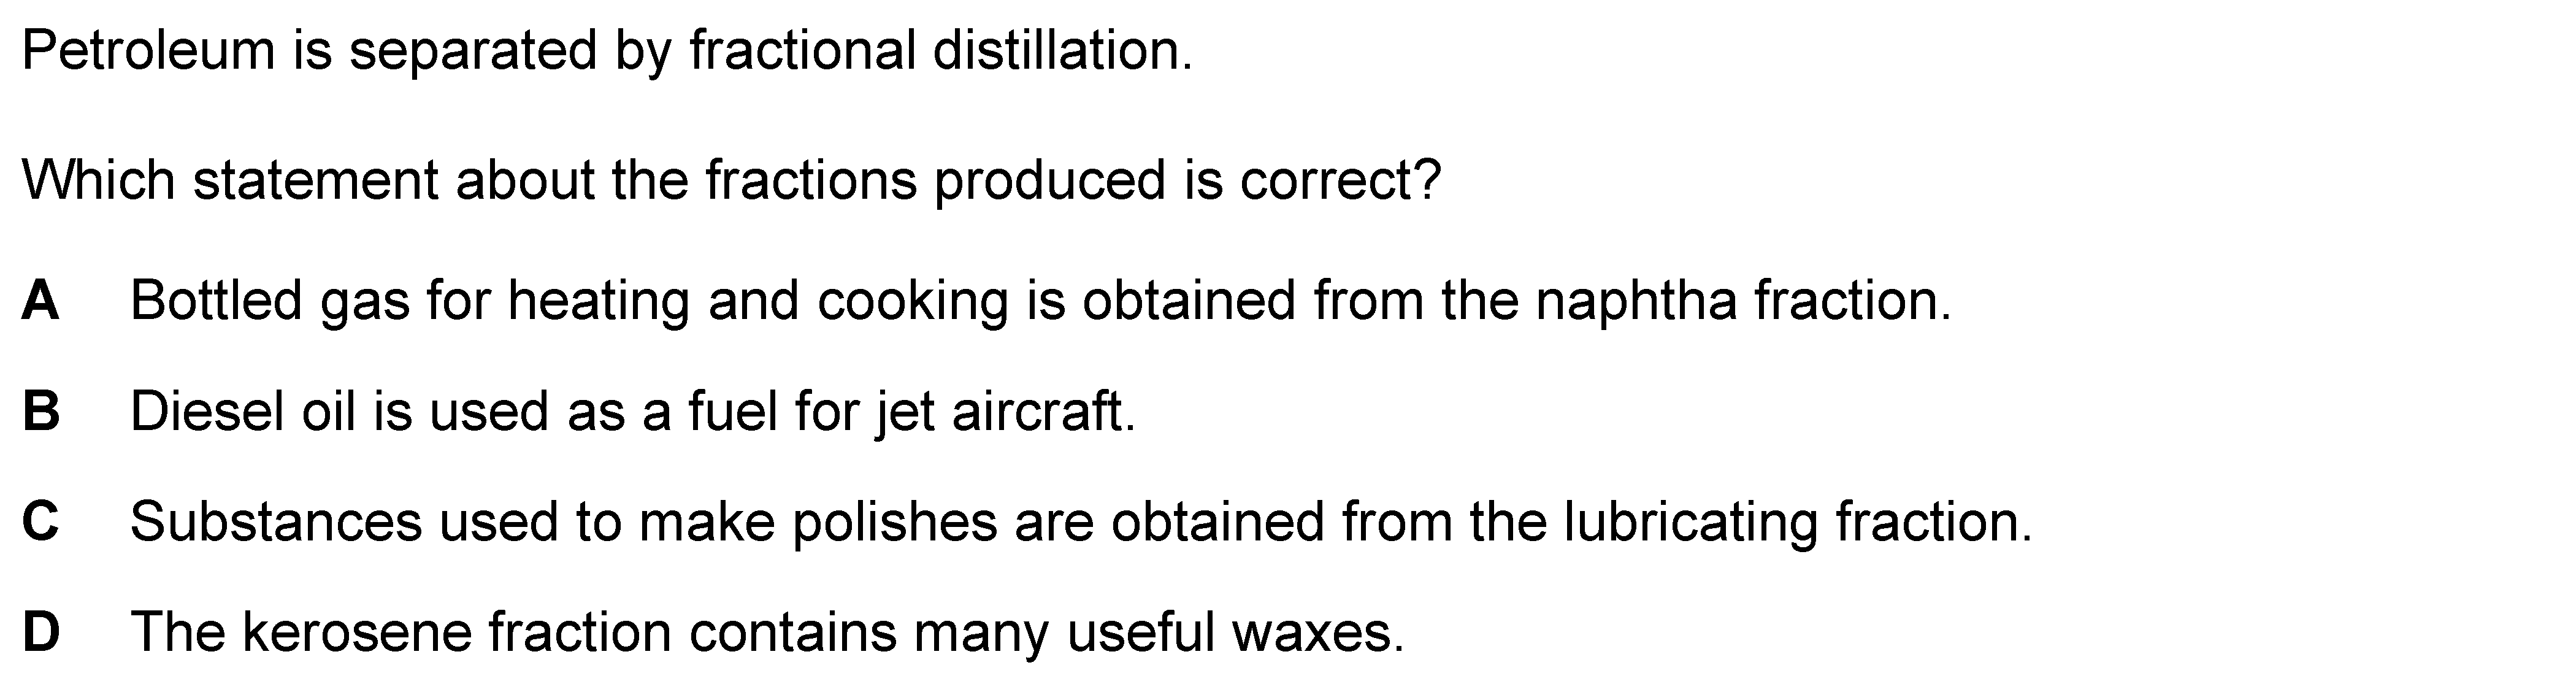 Petroleum is separated by fractional distillation.
Which statement about the fractions produced is correct?
A Bottled gas for heating and cooking is obtained from the naphtha fraction.
B Diesel oil is used as a fuel for jet aircraft.
C Substances used to make polishes are obtained from the lubricating fraction.
D The kerosene fraction contains many useful waxes.